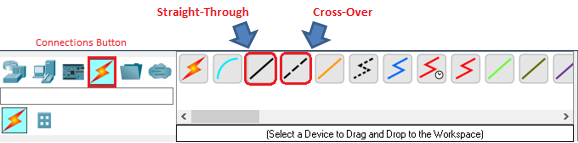 Straight-Through Cross-Over
Connections Button
(Select a Device to Drag and Drop to the Workspace)